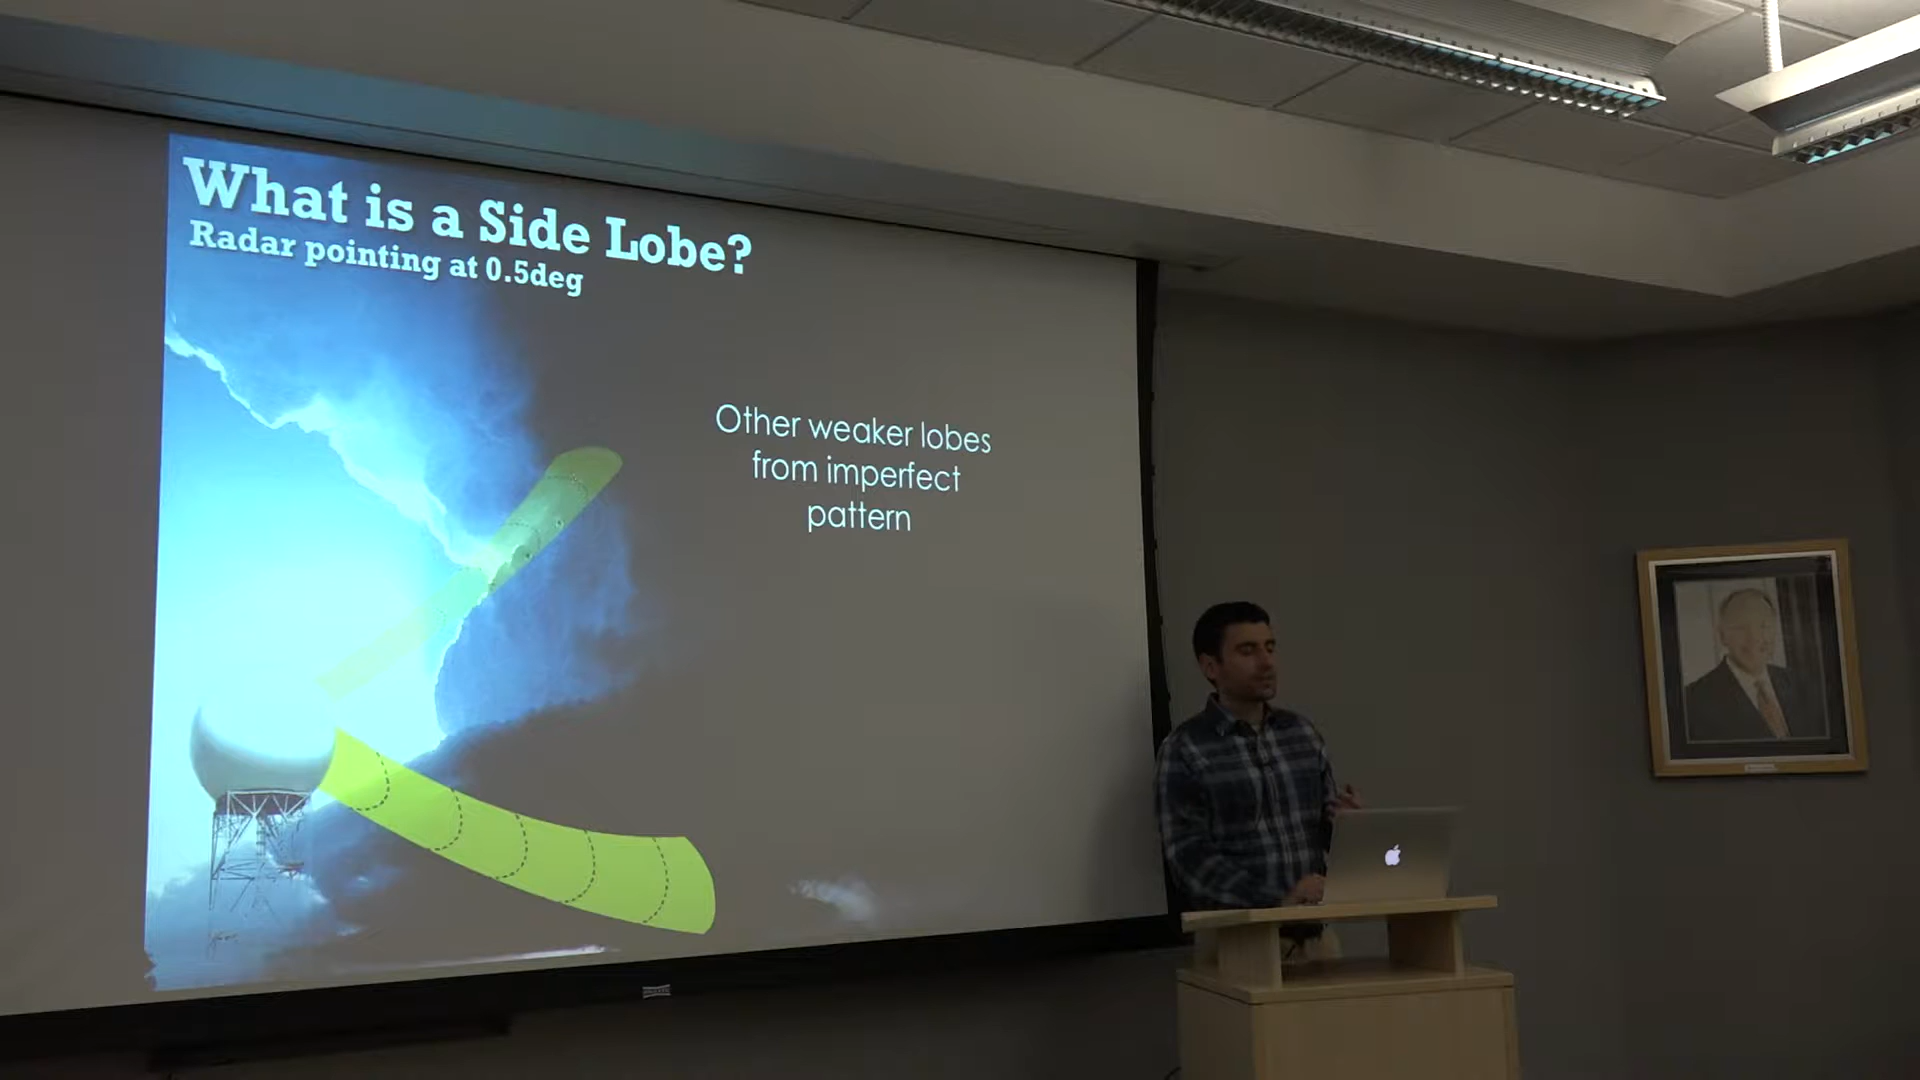 What is a Side Lobe?
Radar pointing at 0.5deg
Other weaker lobes
from imperfect
pattern